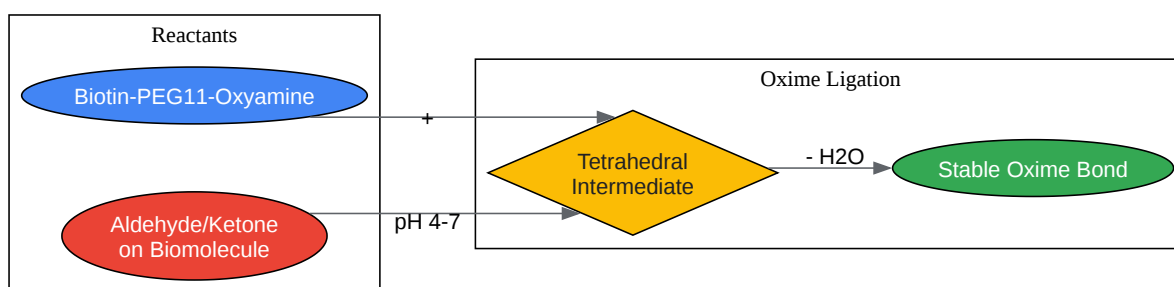 Reactants
Biotin-PEG11-Oxyamine
Aldehyde/Ketone
on Biomolecule
+
pH 4-7
Oxime Ligation
Tetrahedral
Intermediate
- H2O
Stable Oxime Bond